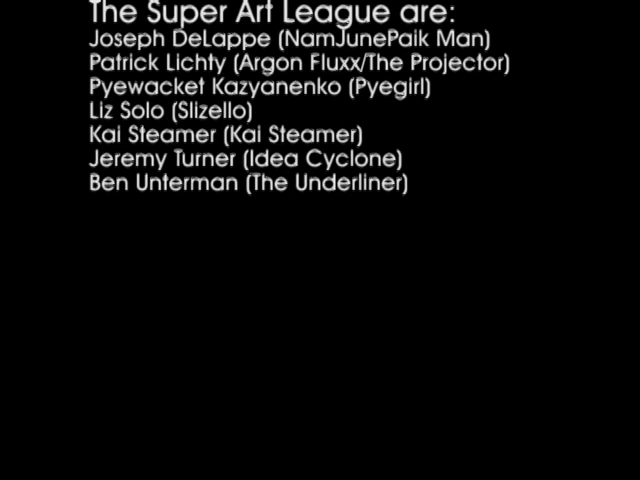 The Super Art League are:
Joseph DeLappe (NamJunePaik Man)
Patrick Lichty (Argon Fluxx/The Projector)
Pyewacket Kazyanenko (Pyegirl)
Liz Solo (Slizello)
Kai Steamer (Kai Steamer)
Jeremy Turner (Idea Cyclone)
Ben Unterman (The Underliner)